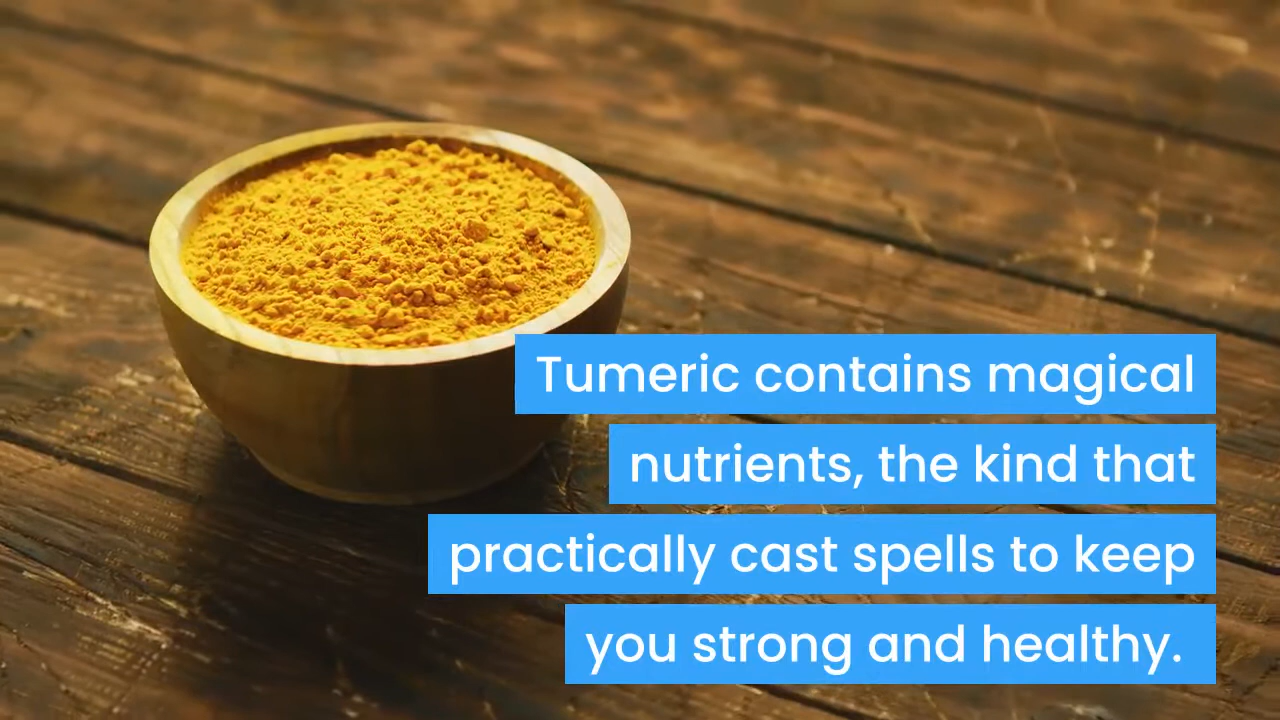 Tumeric contains magical
nutrients, the kind that
practically cast spells to keep
you strong and healthy.